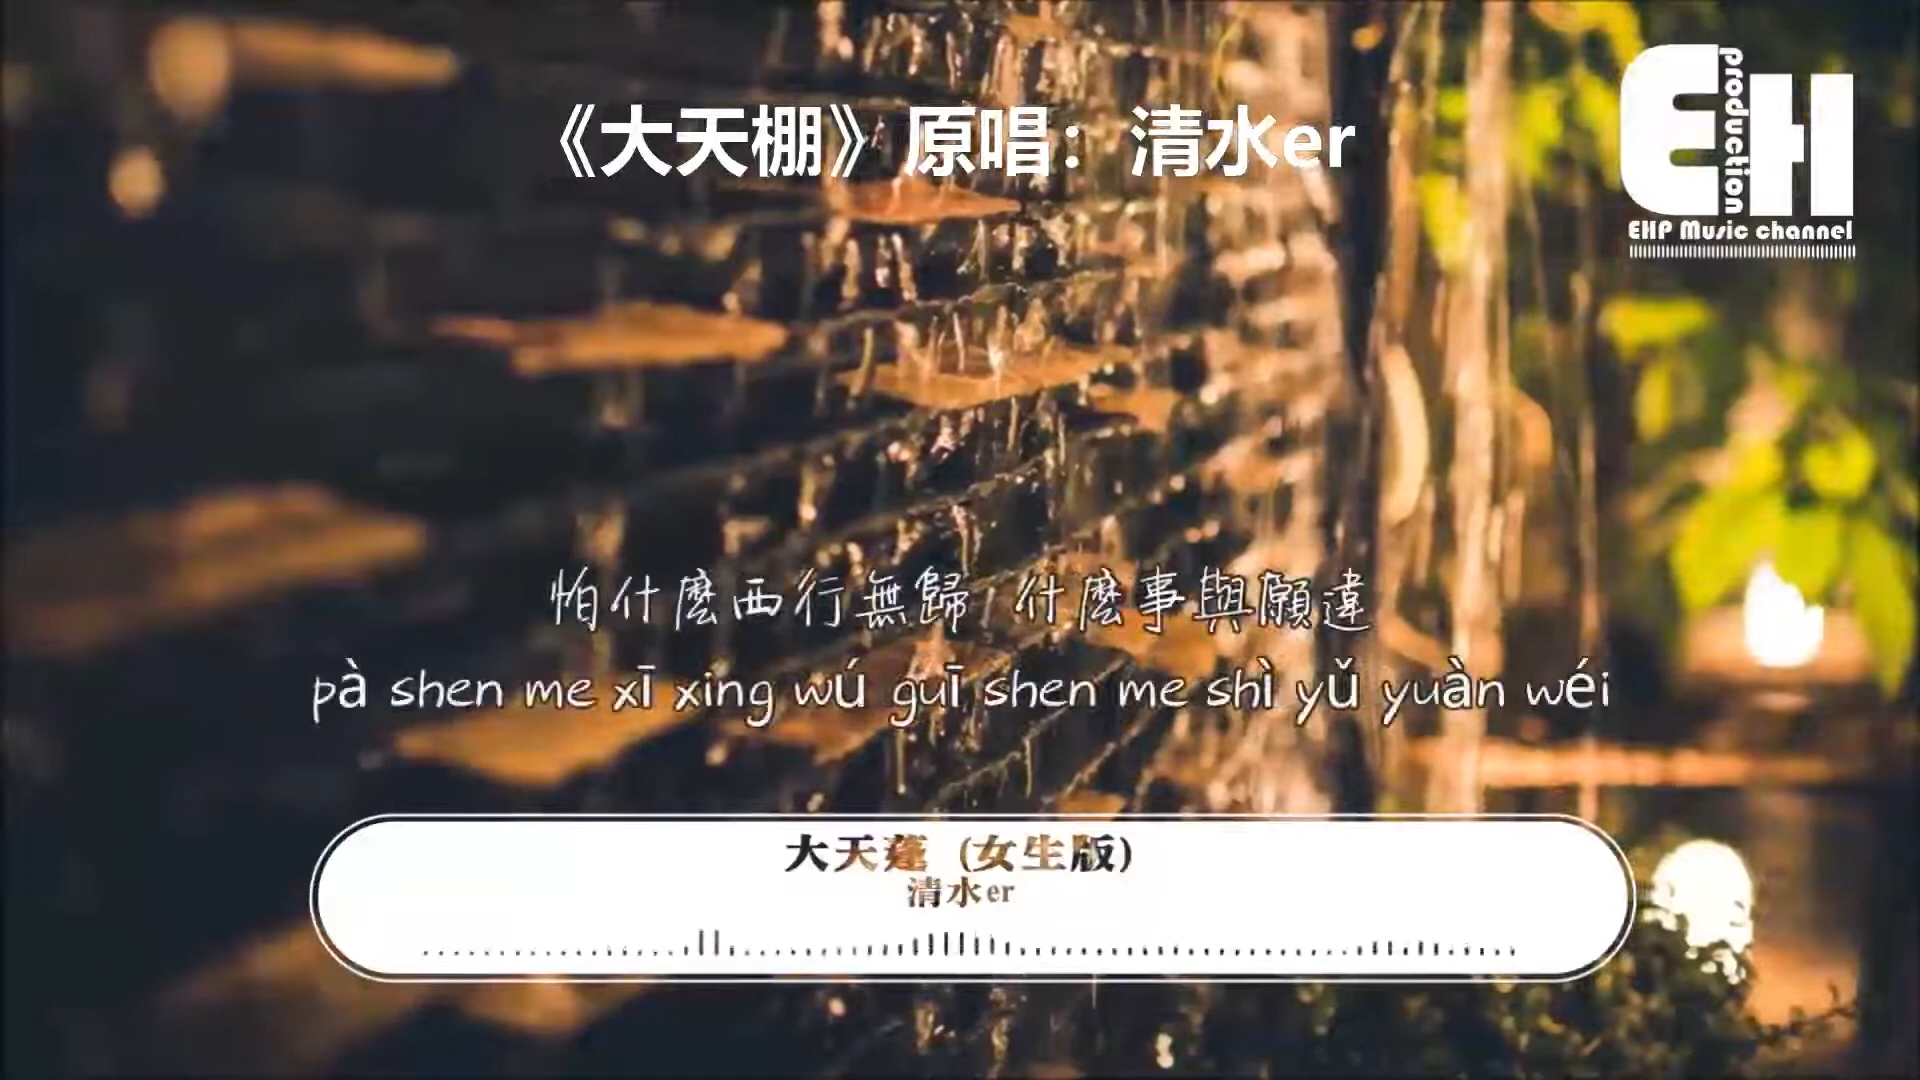 《大天棚》原唱：清水er
EH
production
EHP Music channel
怕什麼西行無歸 什麼事與願違
pà shen me xī xing wú guī shen me shì yǔ yuàn wéi
大天蓬 (女生版)
清水er